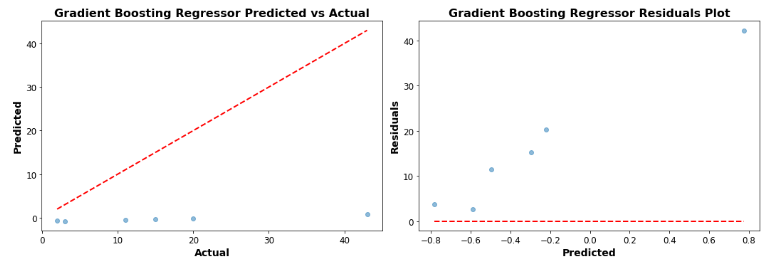 Gradient Boosting Regressor Predicted vs Actual
Predicted
40
30
20
10
0
0 10 20 30 40
Actual
Gradient Boosting Regressor Residuals Plot
Residuals
40
30
20
10
0
−0.8 −0.6 −0.4 −0.2 0.0 0.2 0.4 0.6 0.8
Predicted